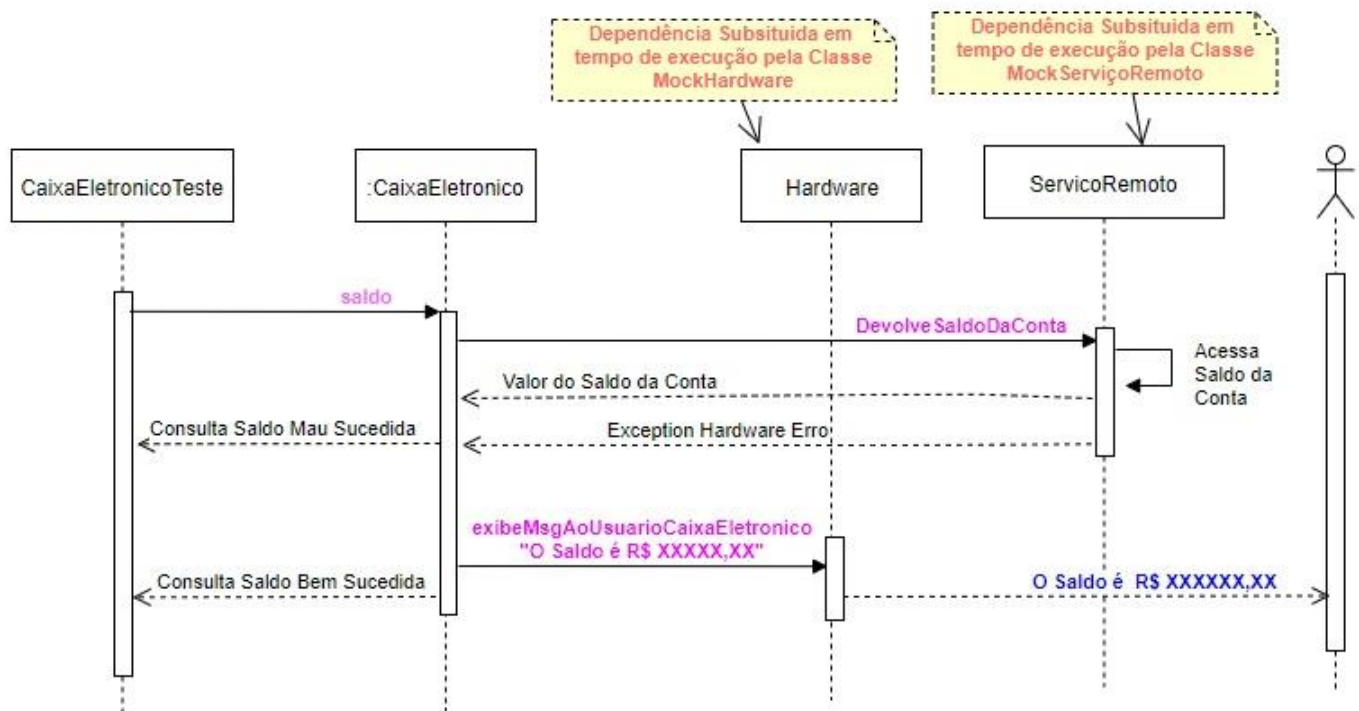 Dependência Subsituida em
tempo de execução pela Classe
MockHardware
Dependência Subsituida em
tempo de execução pela Classe
MockServiçoRemoto
CaixaEletronicoTeste
:CaixaEletronico
Hardware
ServicoRemoto
saldo
DevolveSaldoDaConta
Acessa
Saldo da
Conta
Valor do Saldo da Conta
Consulta Saldo Mau Sucedida
Exception Hardware Erro
exibeMsgAoUsuarioCaixaEletronico
"O Saldo é R$ XXXXX,XX"
Consulta Saldo Bem Sucedida
O Saldo é R$ XXXXXX,XX